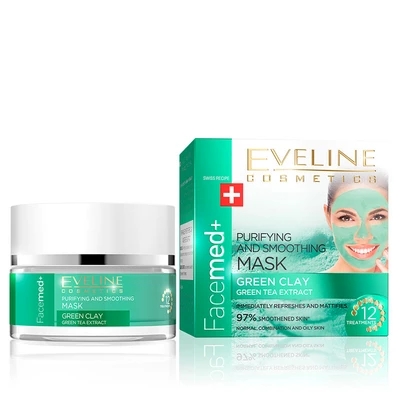 Facemed+
EVELINE
COSMETICS
PURIFYING AND SMOOTHING
MASK
GREEN CLAY
GREEN TEA EXTRACT
12
SWISS RECIPE
Facemed+
EVELINE
COSMETICS
PURIFYING
AND SMOOTHING
MASK
GREEN CLAY
GREEN TEA EXTRACT
IMMEDIATELY REFRESHES AND MATTIFIES
97% SMOOTHENED SKIN*
NORMAL, COMBINATION AND OILY SKIN
12
TREATMENTS